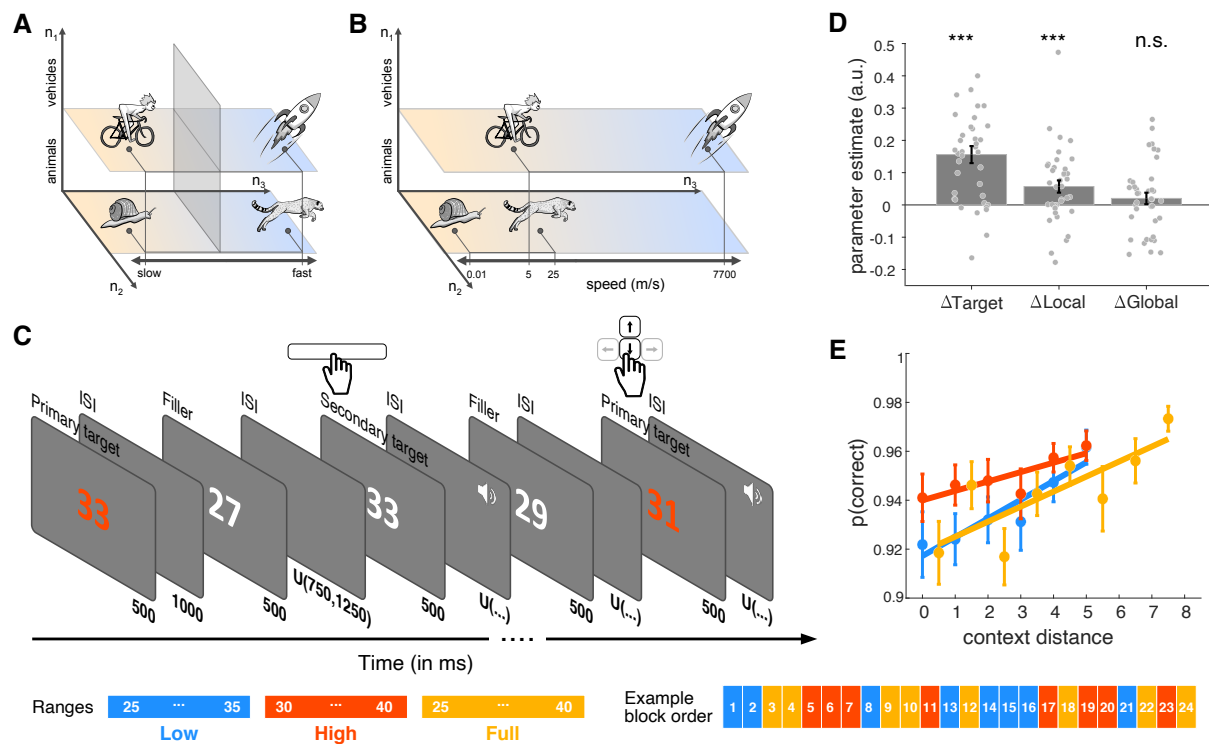 A
n1
vehicles
animals
n3
slow
fast
n2
B
n1
vehicles
animals
n3
0.01
5
25
7700
speed (m/s)
n2
C
Primary target
ISI
Filler
ISI
Secondary target
ISI
Filler
ISI
Primary target
ISI
33
27
33
29
31
500
1000
500
U(750,1250)
500
U(...)
500
U(...)
500
U(...)
Time (in ms)
Ranges
25 ... 35
30 ... 40
25 ... 40
Low
High
Full
D
*** *** n.s.
0.5
0.4
0.3
0.2
0.1
0
-0.1
-0.2
parameter estimate (a.u.)
ΔTarget ΔLocal ΔGlobal
E
1
0.98
0.96
0.94
0.92
0.9
p(correct)
0 1 2 3 4 5 6 7 8
context distance
Example
block order
1 2 3 4 5 6 7 8 9 10 11 13 12 14 15 16 17 18 19 20 21 22 23 24